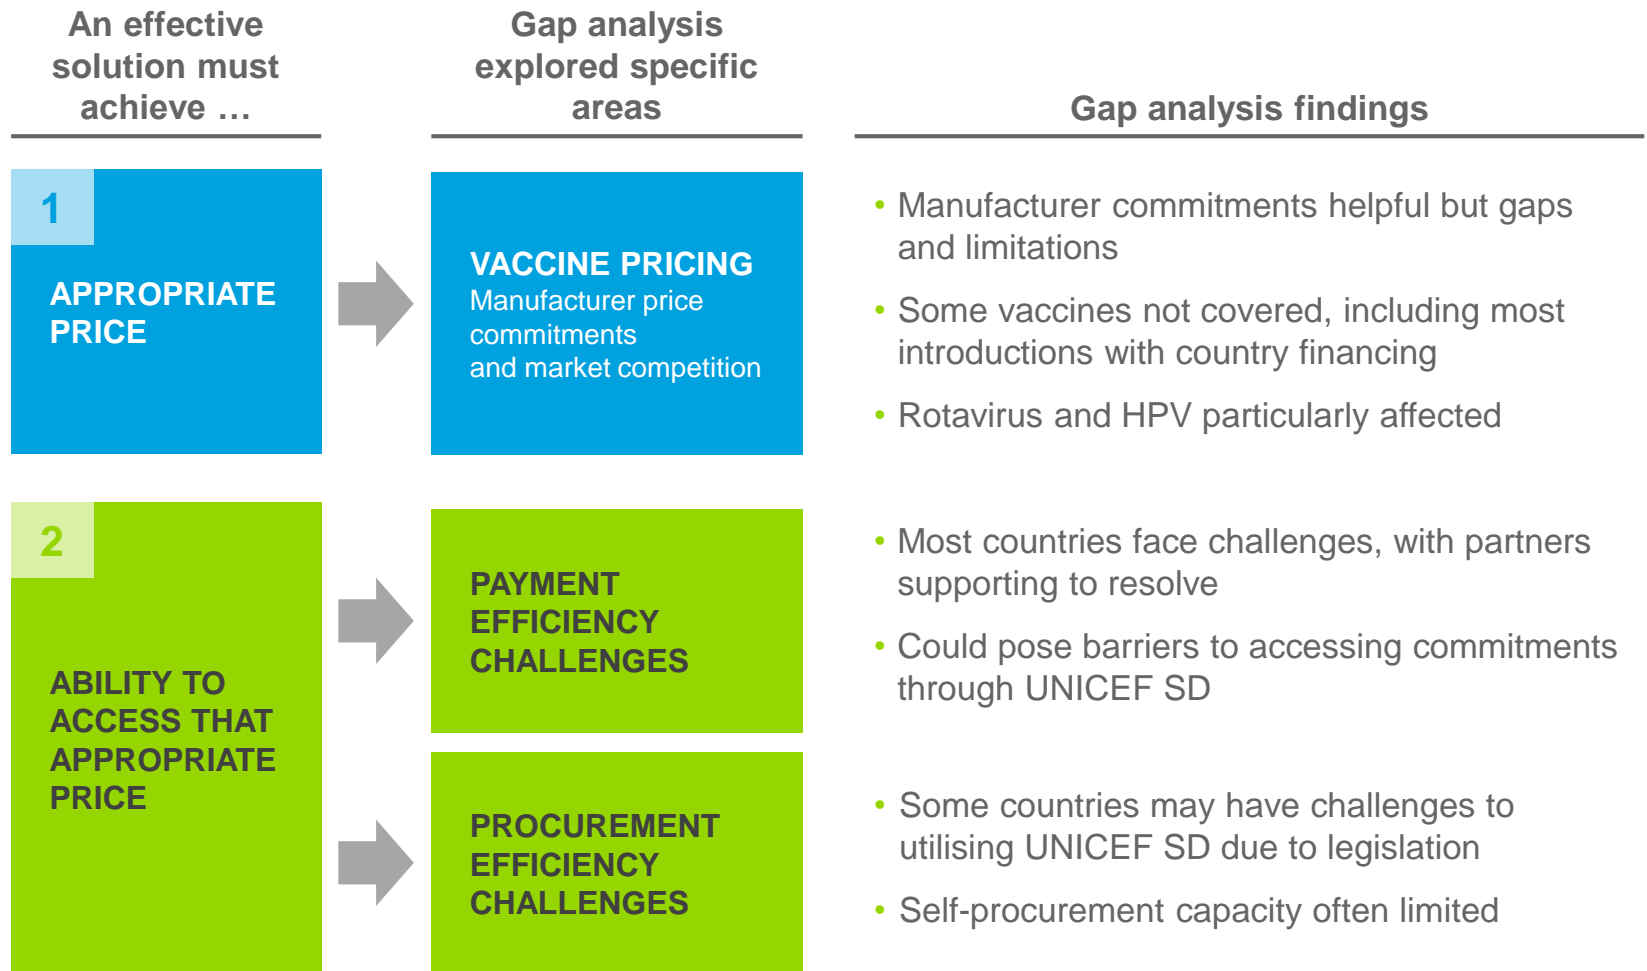 An effective
solution must
achieve …
Gap analysis
explored specific
areas
Gap analysis findings
1
APPROPRIATE
PRICE
VACCINE PRICING
Manufacturer price
commitments
and market competition
• Manufacturer commitments helpful but gaps
and limitations
• Some vaccines not covered, including most
introductions with country financing
• Rotavirus and HPV particularly affected
2
ABILITY TO
ACCESS THAT
APPROPRIATE
PRICE
PAYMENT
EFFICIENCY
CHALLENGES
• Most countries face challenges, with partners
supporting to resolve
• Could pose barriers to accessing commitments
through UNICEF SD
PROCUREMENT
EFFICIENCY
CHALLENGES
• Some countries may have challenges to
utilising UNICEF SD due to legislation
• Self-procurement capacity often limited